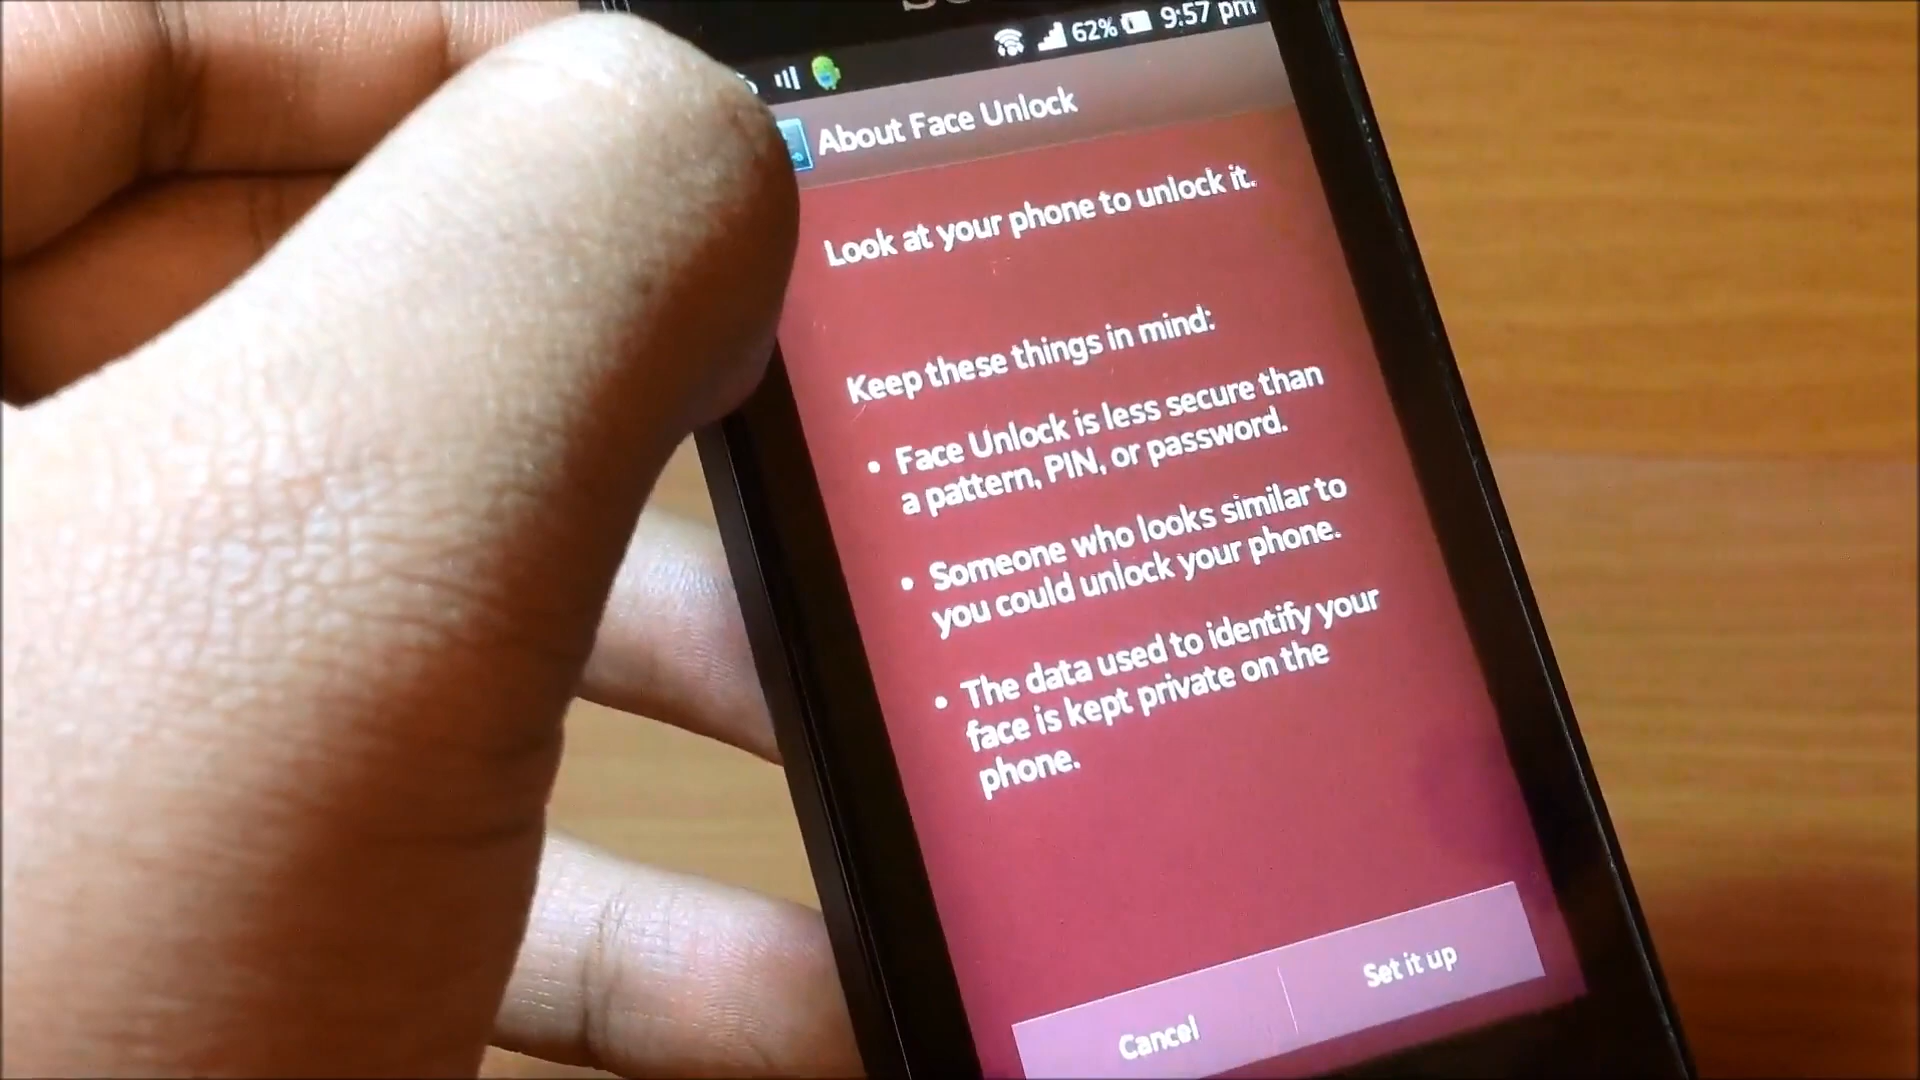 62% 9:57 pm
About Face Unlock
Look at your phone to unlock it.
Keep these things in mind:
• Face Unlock is less secure than
a pattern, PIN, or password.
• Someone who looks similar to
you could unlock your phone.
• The data used to identify your
face is kept private on the
phone.
Cancel
Set it up